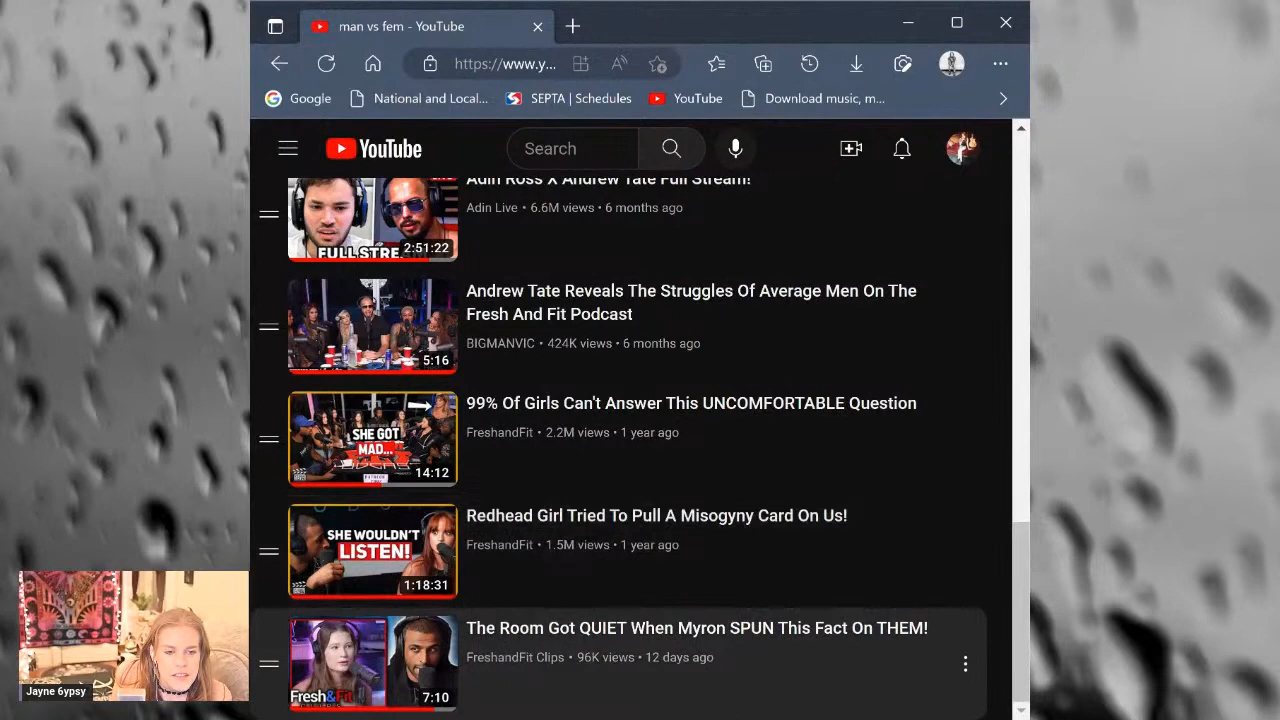 man vs fem - YouTube
https://www.y...
Google
National and Local...
SEPTA | Schedules
YouTube
Download music, m...
YouTube
Search
Adin Ross X Andrew Tate Full Stream!
Adin Live • 6.6M views • 6 months ago
2:51:22
Andrew Tate Reveals The Struggles Of Average Men On The
Fresh And Fit Podcast
BIGMANVIC • 424K views • 6 months ago
5:16
99% Of Girls Can't Answer This UNCOMFORTABLE Question
FreshandFit • 2.2M views • 1 year ago
SHE GOT
MAD...
14:12
Redhead Girl Tried To Pull A Misogyny Card On Us!
FreshandFit • 1.5M views • 1 year ago
SHE WOULDN'T
LISTEN!
1:18:31
The Room Got QUIET When Myron SPUN This Fact On THEM!
FreshandFit Clips • 96K views • 12 days ago
Fresh&Fit
7:10
Jayne 6ypsy